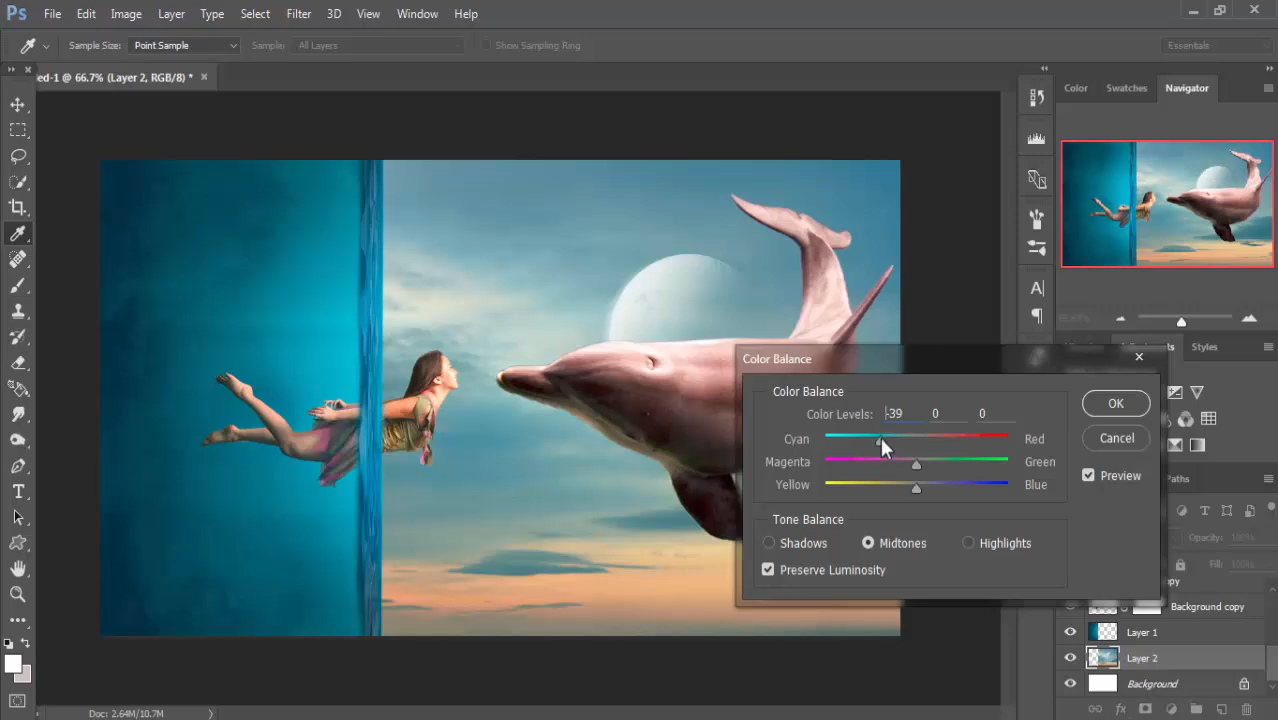 Ps File Edit Image Layer Type Select Filter 3D View Window Help
Sample Size: Point Sample Sample: All Layers Show Sampling Ring Essentials
ed-1 @ 66.7% (Layer 2, RGB/8) * ×
Color Swatches Navigator
Styles
Color Balance
Color Balance
Color Levels: -39 0 0
Cyan Red
Magenta Green
Yellow Blue
OK
Cancel
Preview
Tone Balance
Shadows Midtones Highlights
Preserve Luminosity
Paths
Opacity: 100%
Fill: 100%
Background copy
Layer 1
Layer 2
Background
Doc: 2.64M/10.7M